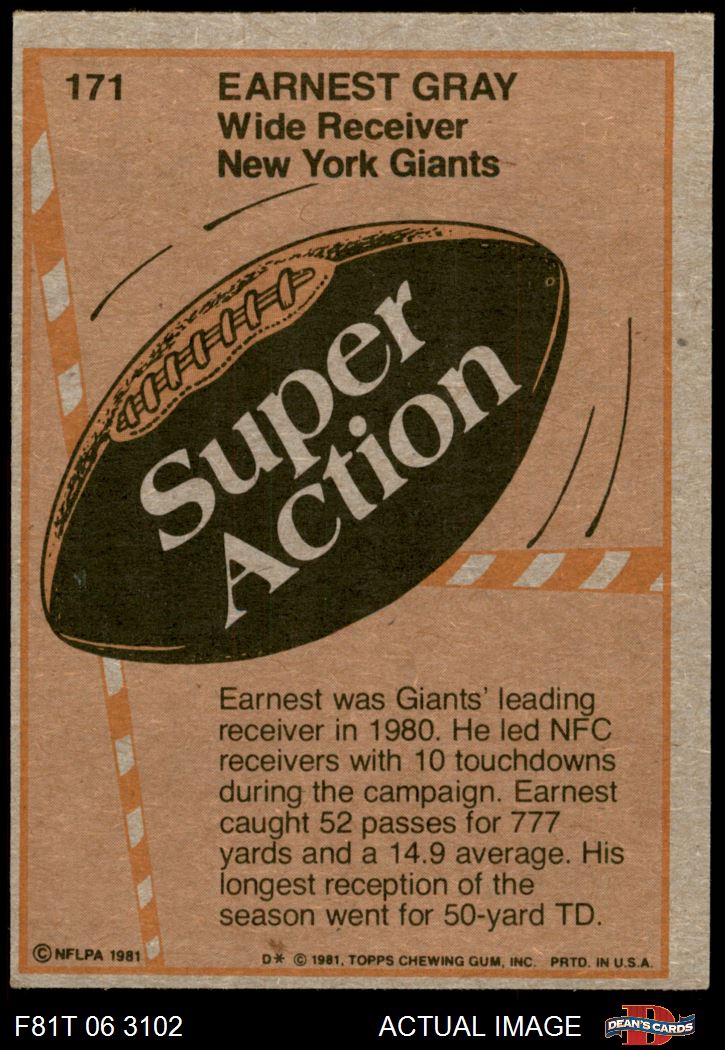 171
EARNEST GRAY
Wide Receiver
New York Giants
Super
Action
Earnest was Giants' leading
receiver in 1980. He led NFC
receivers with 10 touchdowns
during the campaign. Earnest
caught 52 passes for 777
yards and a 14.9 average. His
longest reception of the
season went for 50-yard TD.
© NFLPA 1981
D* © 1981, TOPPS CHEWING GUM, INC. PRTD. IN U.S.A.
F81T 06 3102
ACTUAL IMAGE
D
DEAN'S CARDS